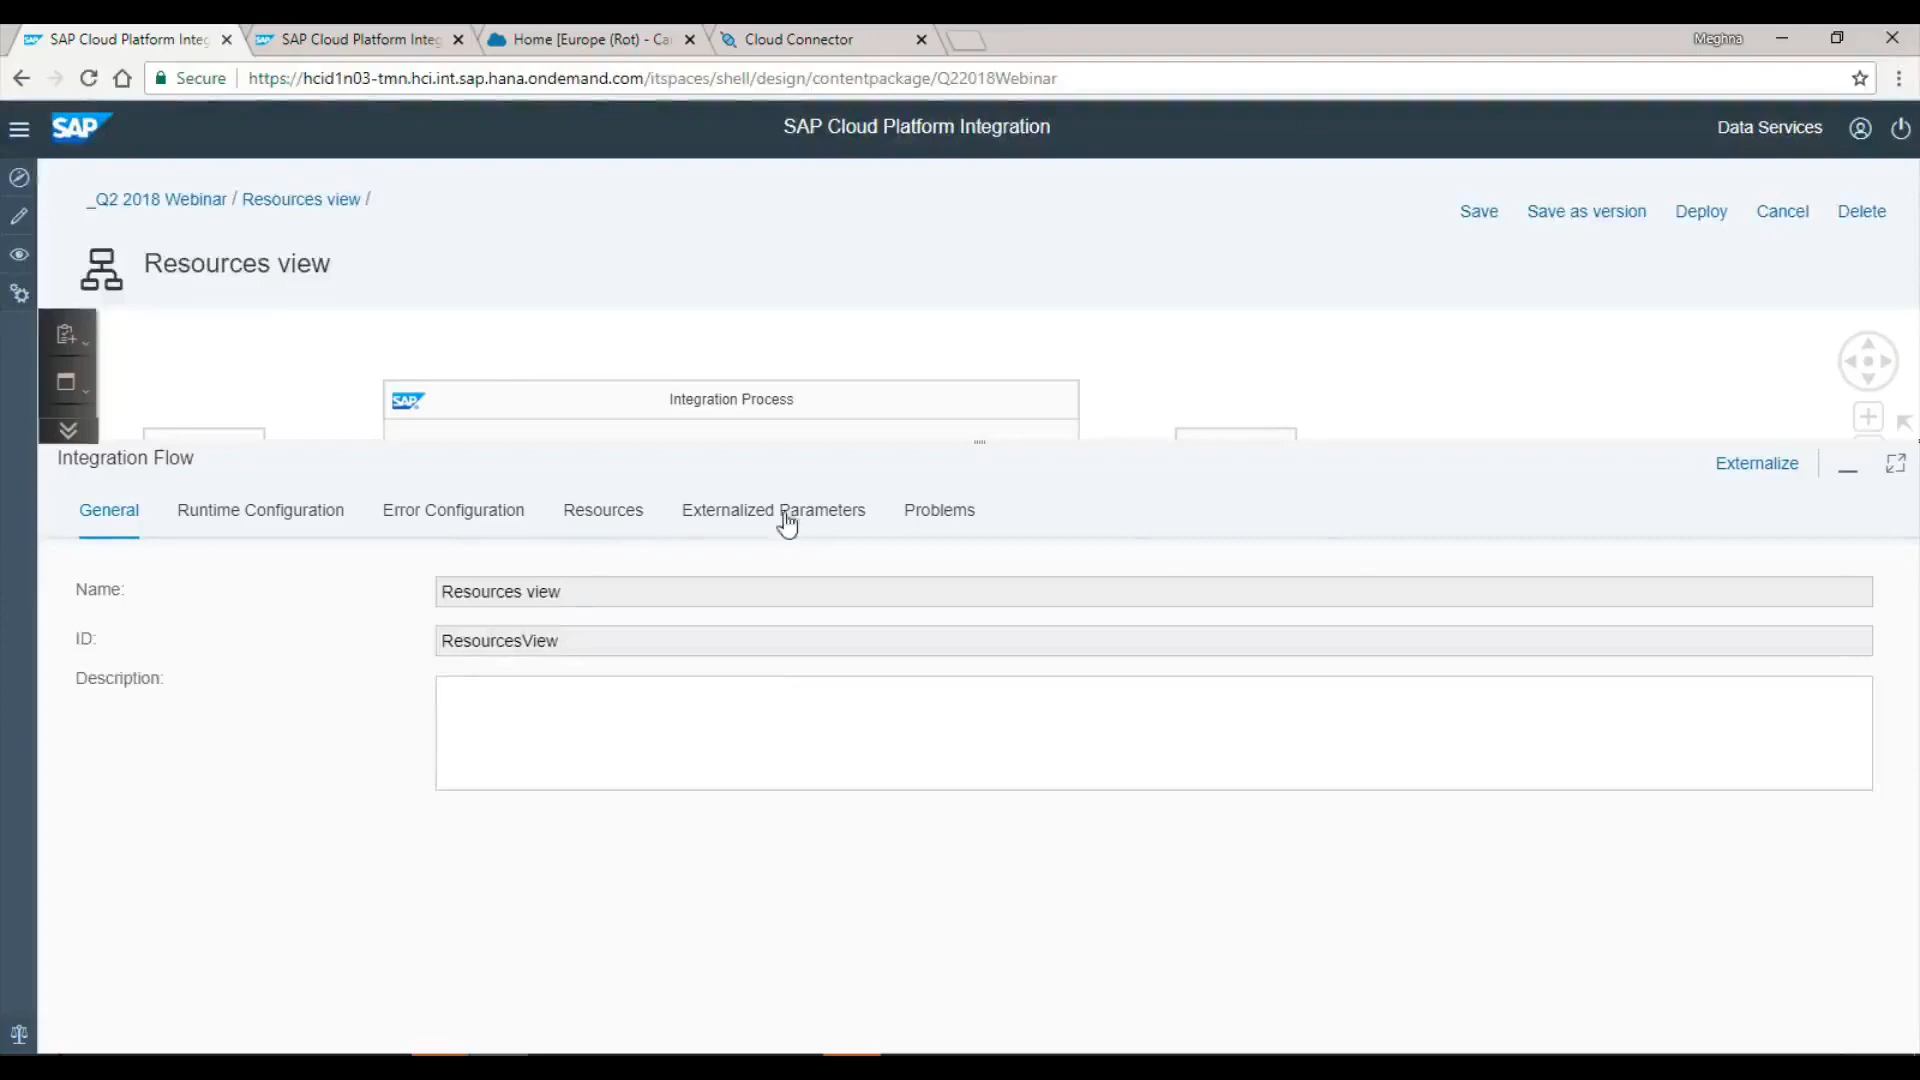 SAP Cloud Platform Integ
SAP Cloud Platform Integ
Home [Europe (Rot) - Ca
Cloud Connector
Meghna
Secure
https://hcid1n03-tmn.hci.int.sap.hana.ondemand.com/itspaces/shell/design/contentpackage/Q22018Webinar
SAP
SAP Cloud Platform Integration
Data Services
_Q2 2018 Webinar / Resources view /
Save
Save as version
Deploy
Cancel
Delete
Resources view
SAP
Integration Process
Integration Flow
Externalize
General
Runtime Configuration
Error Configuration
Resources
Externalized Parameters
Problems
Name:
Resources view
ID:
ResourcesView
Description: